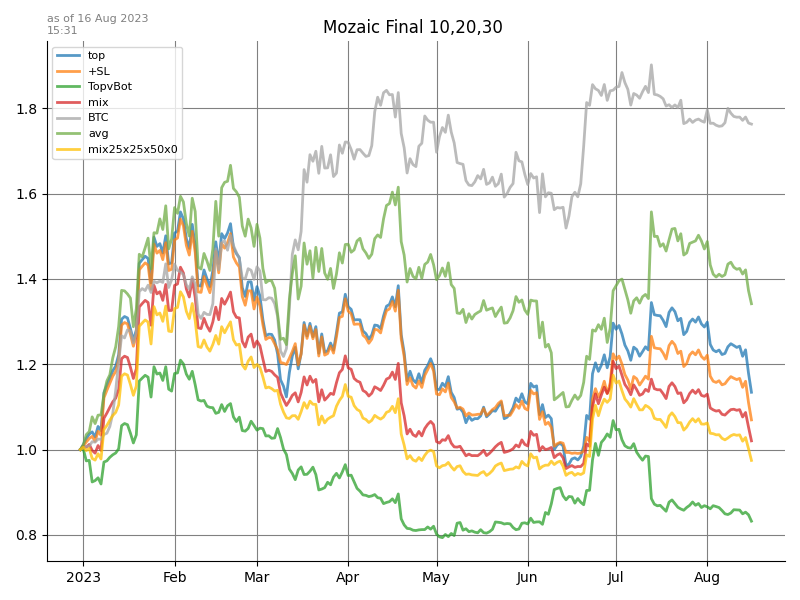 as of 16 Aug 2023
15:31
Mozaic Final 10,20,30
top
+SL
TopvBot
mix
BTC
avg
mix25x25x50x0
1.8
1.6
1.4
1.2
1.0
0.8
2023 Feb Mar Apr May Jun Jul Aug